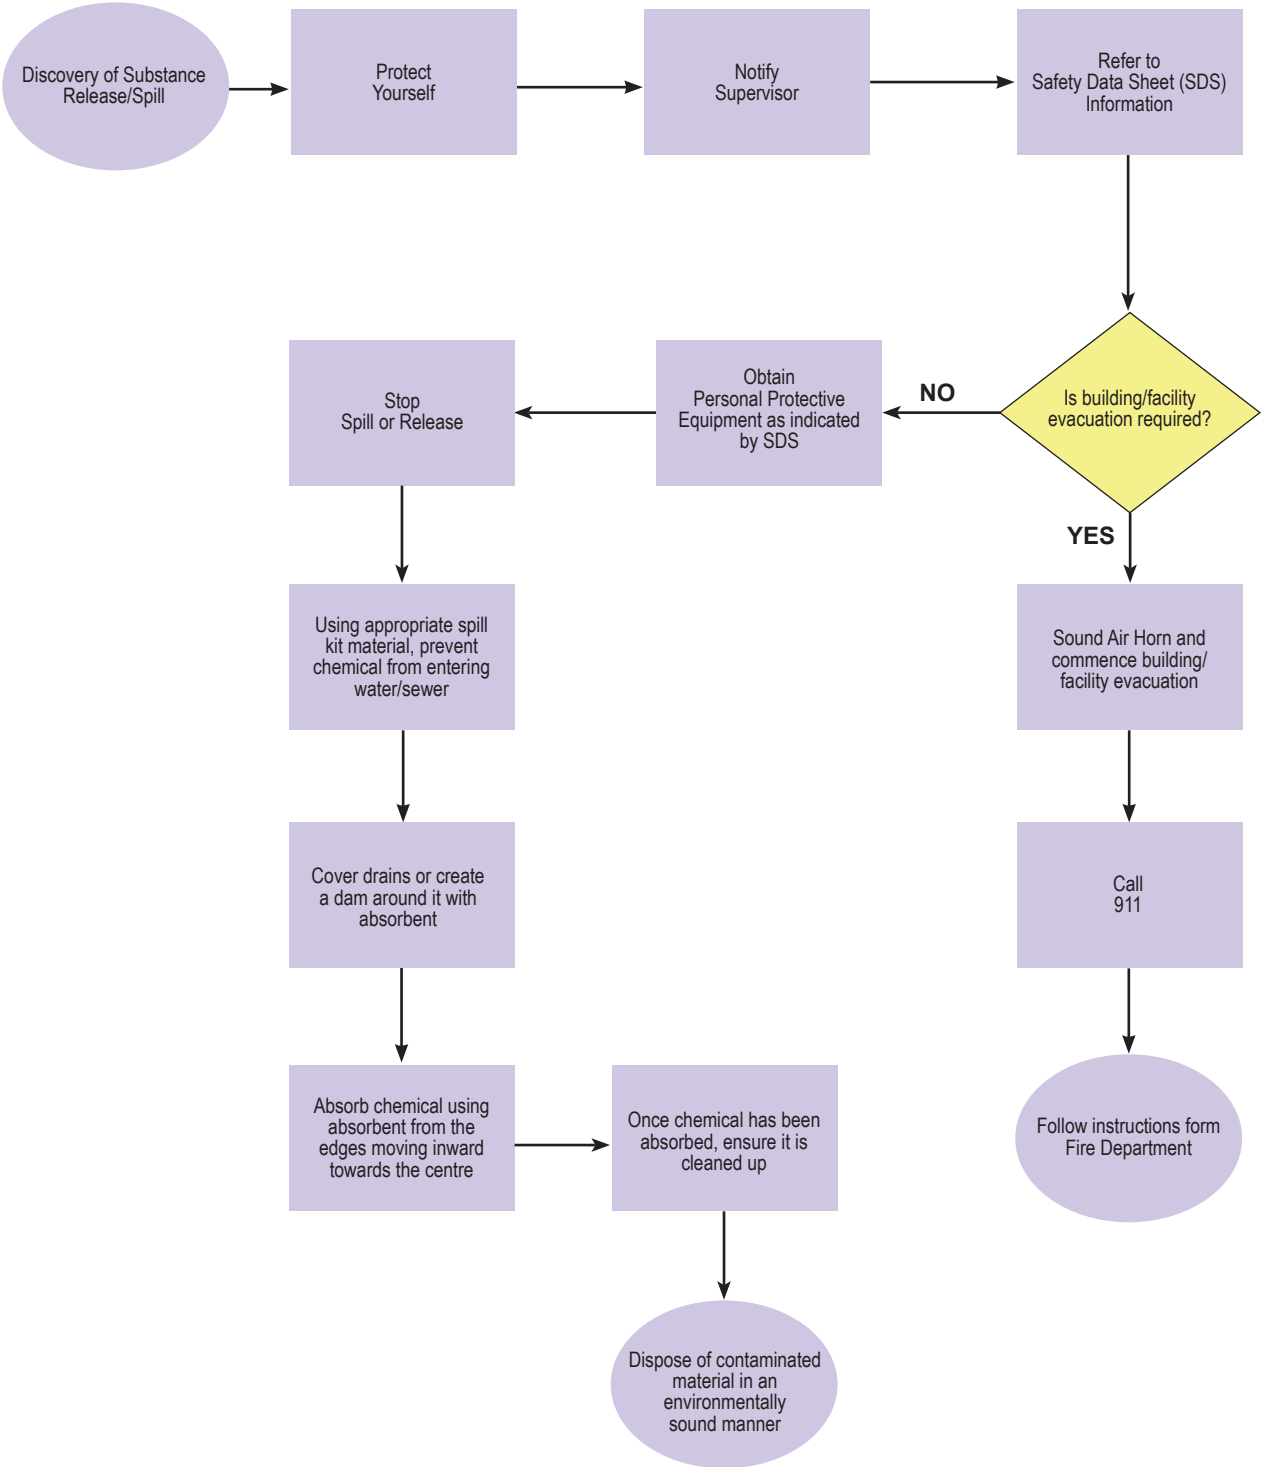 Discovery of Substance
Release/Spill
Protect
Yourself
Notify
Supervisor
Refer to
Safety Data Sheet (SDS)
Information
Is building/facility
evacuation required?
NO
Obtain
Personal Protective
Equipment as indicated
by SDS
Stop
Spill or Release
Using appropriate spill
kit material, prevent
chemical from entering
water/sewer
Cover drains or create
a dam around it with
absorbent
Absorb chemical using
absorbent from the
edges moving inward
towards the centre
Once chemical has been
absorbed, ensure it is
cleaned up
Dispose of contaminated
material in an
environmentally
sound manner
YES
Sound Air Horn and
commence building/
facility evacuation
Call
911
Follow instructions form
Fire Department